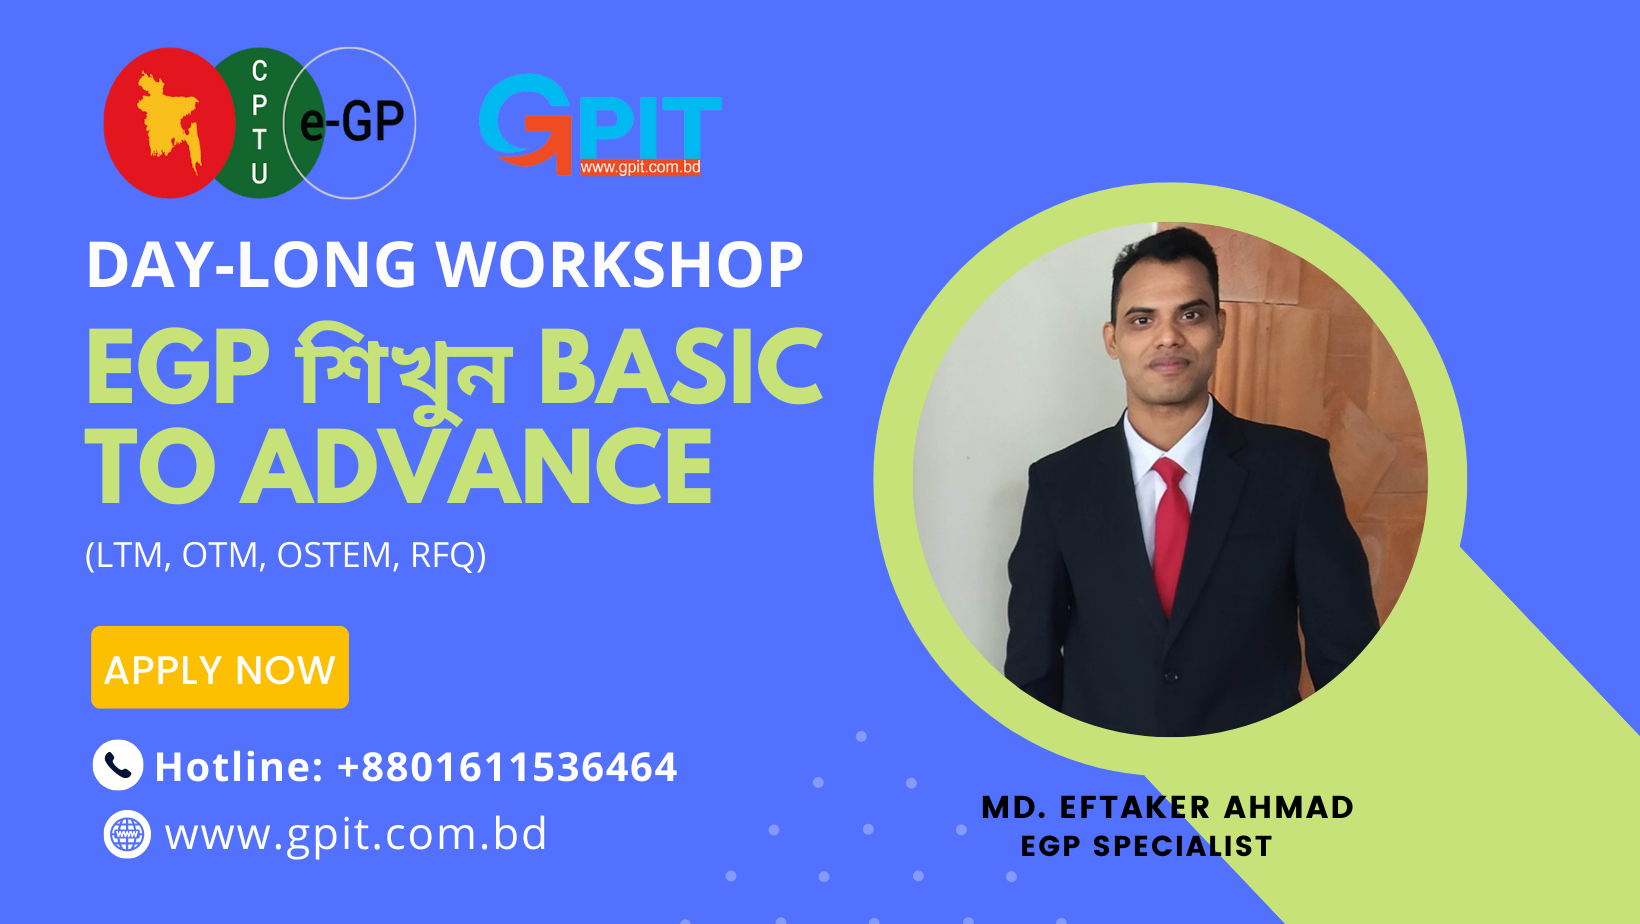 CPTU
e-GP
GPIT
www.gpit.com.bd
DAY-LONG WORKSHOP
EGP শিখুন BASIC
TO ADVANCE
(LTM, OTM, OSTEM, RFQ)
APPLY NOW
Hotline: +8801611536464
www.gpit.com.bd
MD. EFTAKER AHMAD
EGP SPECIALIST